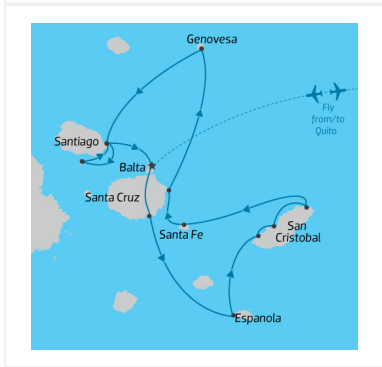 Genovesa
Fly
from/to
Quito
Santiago
Balta
Santa Cruz
Santa Fe
San
Cristobal
Espanola